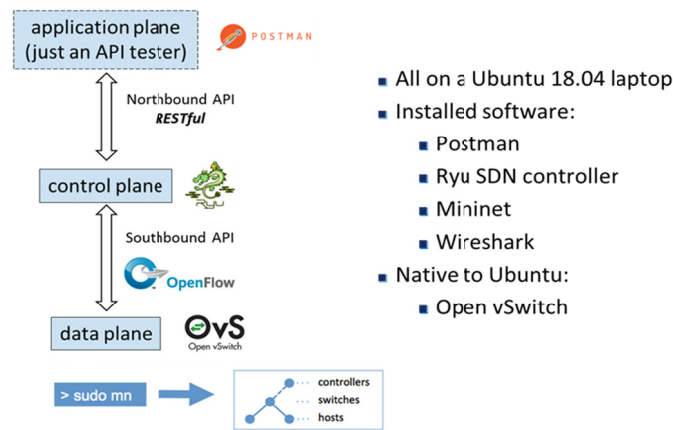 application plane
(just an API tester)
POSTMAN
Northbound API
RESTful
control plane
RYU
Southbound API
OpenFlow
data plane
OvS
Open vSwitch
> sudo mn
controllers
switches
hosts
All on a Ubuntu 18.04 laptop
Installed software:
Postman
Ryu SDN controller
Mininet
Wireshark
Native to Ubuntu:
Open vSwitch